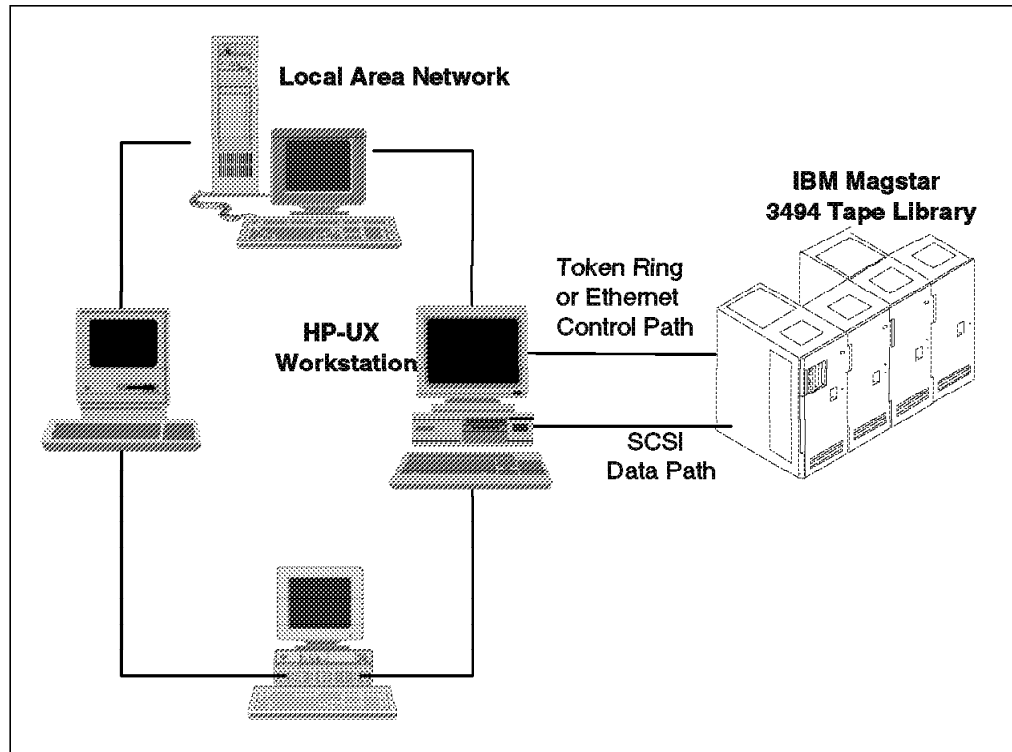 Local Area Network
IBM Magstar
3494 Tape Library
Token Ring
or Ethernet
Control Path
HP-UX
Workstation
SCSI
Data Path